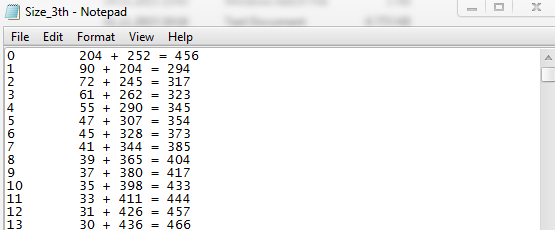 Size_3th - Notepad
File Edit Format View Help
0 204 + 252 = 456
1 90 + 204 = 294
2 72 + 245 = 317
3 61 + 262 = 323
4 55 + 290 = 345
5 47 + 307 = 354
6 45 + 328 = 373
7 41 + 344 = 385
8 39 + 365 = 404
9 37 + 380 = 417
10 35 + 398 = 433
11 33 + 411 = 444
12 31 + 426 = 457
13 30 + 436 = 466